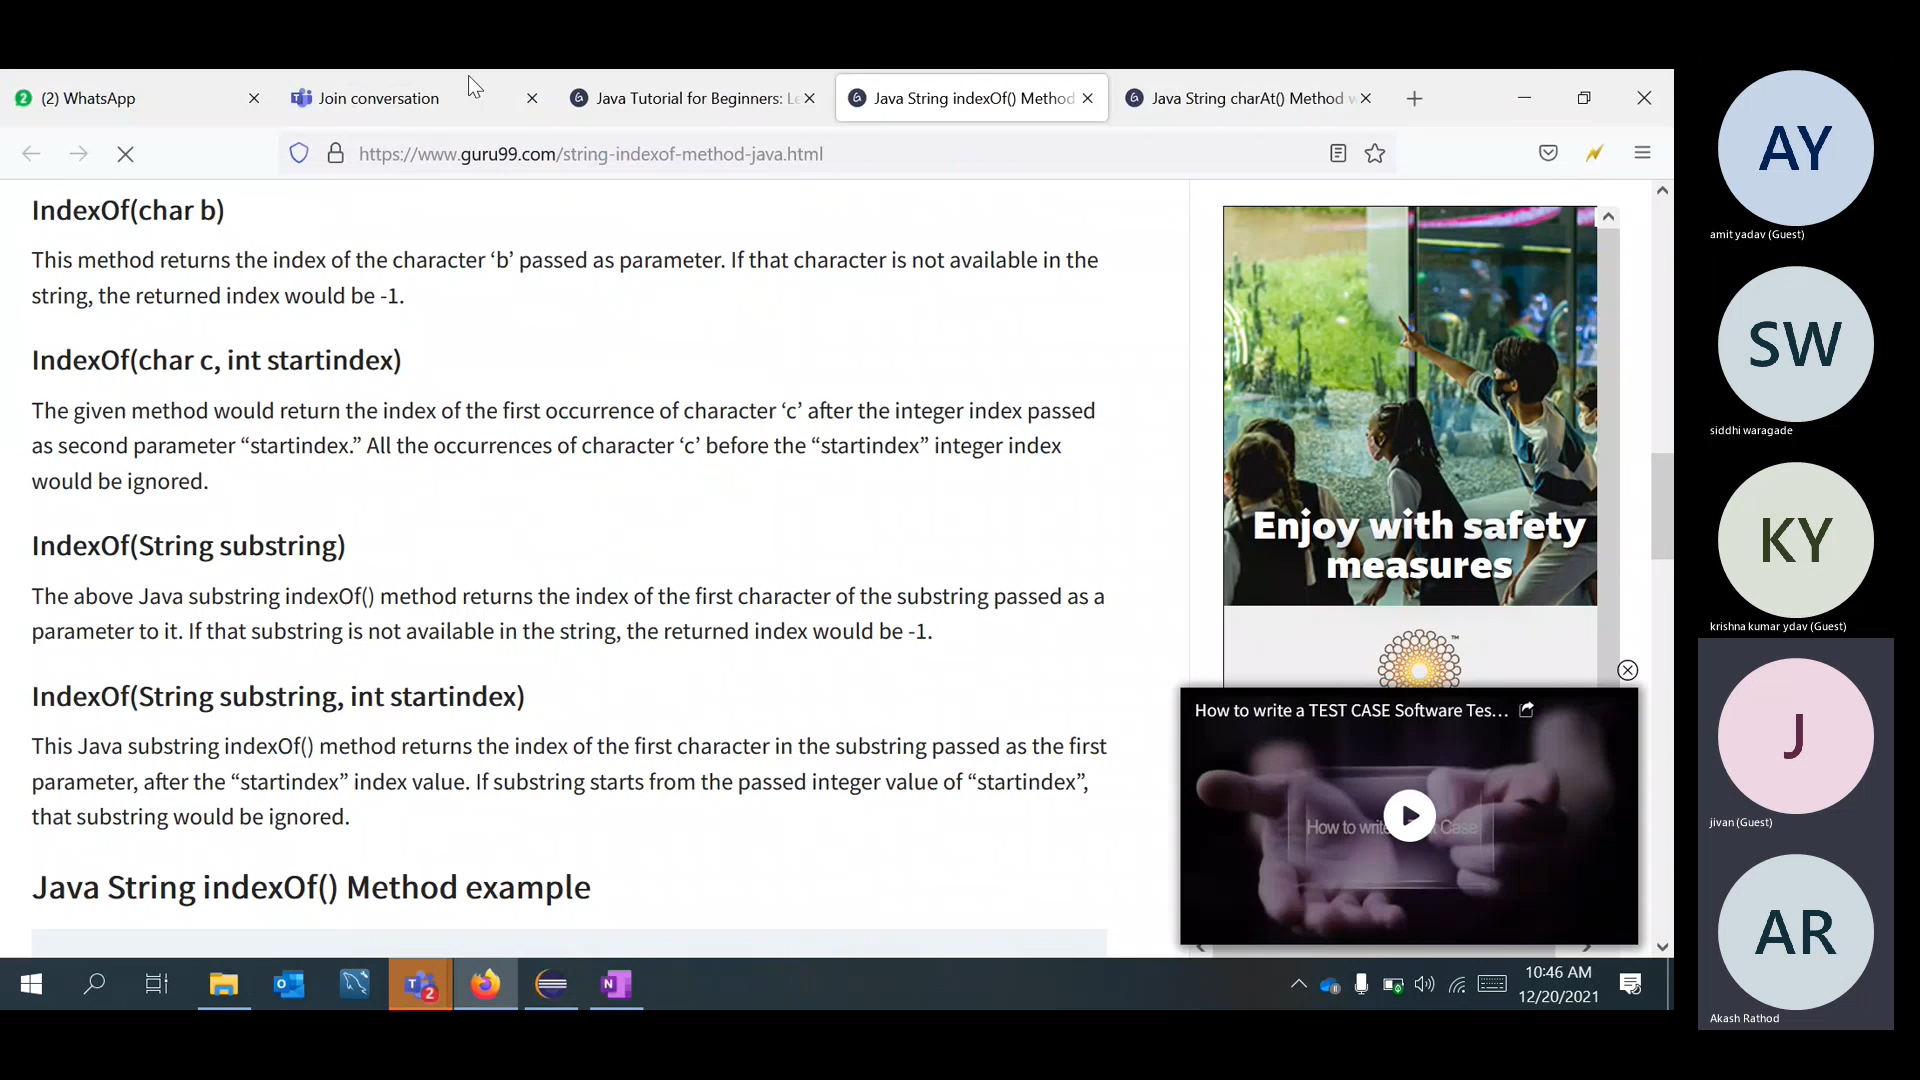 (2) WhatsApp
Join conversation
Java Tutorial for Beginners: Le
Java String indexOf() Method
Java String charAt() Method w
https://www.guru99.com/string-indexof-method-java.html
IndexOf(char b)
This method returns the index of the character ‘b’ passed as parameter. If that character is not available in the
string, the returned index would be -1.
IndexOf(char c, int startindex)
The given method would return the index of the first occurrence of character ‘c’ after the integer index passed
as second parameter “startindex.” All the occurrences of character ‘c’ before the “startindex” integer index
would be ignored.
IndexOf(String substring)
The above Java substring indexOf() method returns the index of the first character of the substring passed as a
parameter to it. If that substring is not available in the string, the returned index would be -1.
IndexOf(String substring, int startindex)
This Java substring indexOf() method returns the index of the first character in the substring passed as the first
parameter, after the “startindex” index value. If substring starts from the passed integer value of “startindex”,
that substring would be ignored.
Java String indexOf() Method example
Enjoy with safety
measures
TM
How to write a TEST CASE Software Tes...
How to write Case
2
T
2
N
10:46 AM
12/20/2021
AY
amit yadav (Guest)
SW
siddhi waragade
KY
krishna kumar ydav (Guest)
J
jivan (Guest)
AR
Akash Rathod